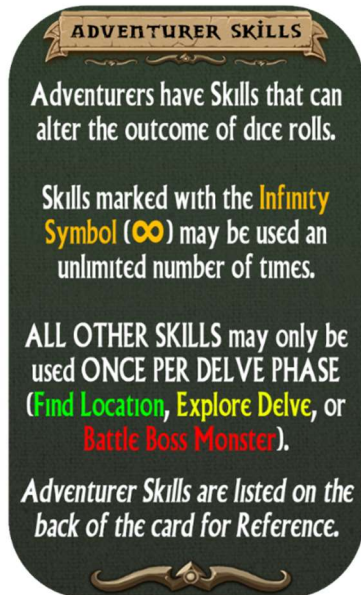 ADVENTURER SKILLS
Adventurers have Skills that can
alter the outcome of dice rolls.
Skills marked with the Infinity
Symbol (∞) may be used an
unlimited number of times.
ALL OTHER SKILLS may only be
used ONCE PER DELVE PHASE
(Find Location, Explore Delve, or
Battle Boss Monster).
Adventurer Skills are listed on the
back of the card for Reference.